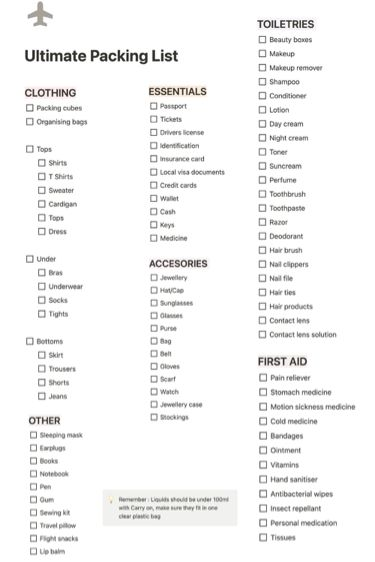 Ultimate Packing List
CLOTHING
Packing cubes
Organising bags
Tops
Shirts
T Shirts
Sweater
Cardigan
Tops
Dress
Under
Bras
Underwear
Socks
Tights
Bottoms
Skirt
Trousers
Shorts
Jeans
OTHER
Sleeping mask
Earplugs
Books
Notebook
Pen
Gum
Sewing kit
Travel pillow
Flight snacks
Lip balm
ESSENTIALS
Passport
Tickets
Drivers license
Identification
Insurance card
Local visa documents
Credit cards
Wallet
Cash
Keys
Medicine
ACCESORIES
Jewellery
Hat/Cap
Sunglasses
Glasses
Purse
Bag
Belt
Gloves
Scarf
Watch
Jewellery case
Stockings
Remember : Liquids should be under 100ml
with Carry on, make sure they fit in one
clear plastic bag
TOILETRIES
Beauty boxes
Makeup
Makeup remover
Shampoo
Conditioner
Lotion
Day cream
Night cream
Toner
Suncream
Perfume
Toothbrush
Toothpaste
Razor
Deodorant
Hair brush
Nail clippers
Nail file
Hair ties
Hair products
Contact lens
Contact lens solution
FIRST AID
Pain reliever
Stomach medicine
Motion sickness medicine
Cold medicine
Bandages
Ointment
Vitamins
Hand sanitiser
Antibacterial wipes
Insect repellant
Personal medication
Tissues